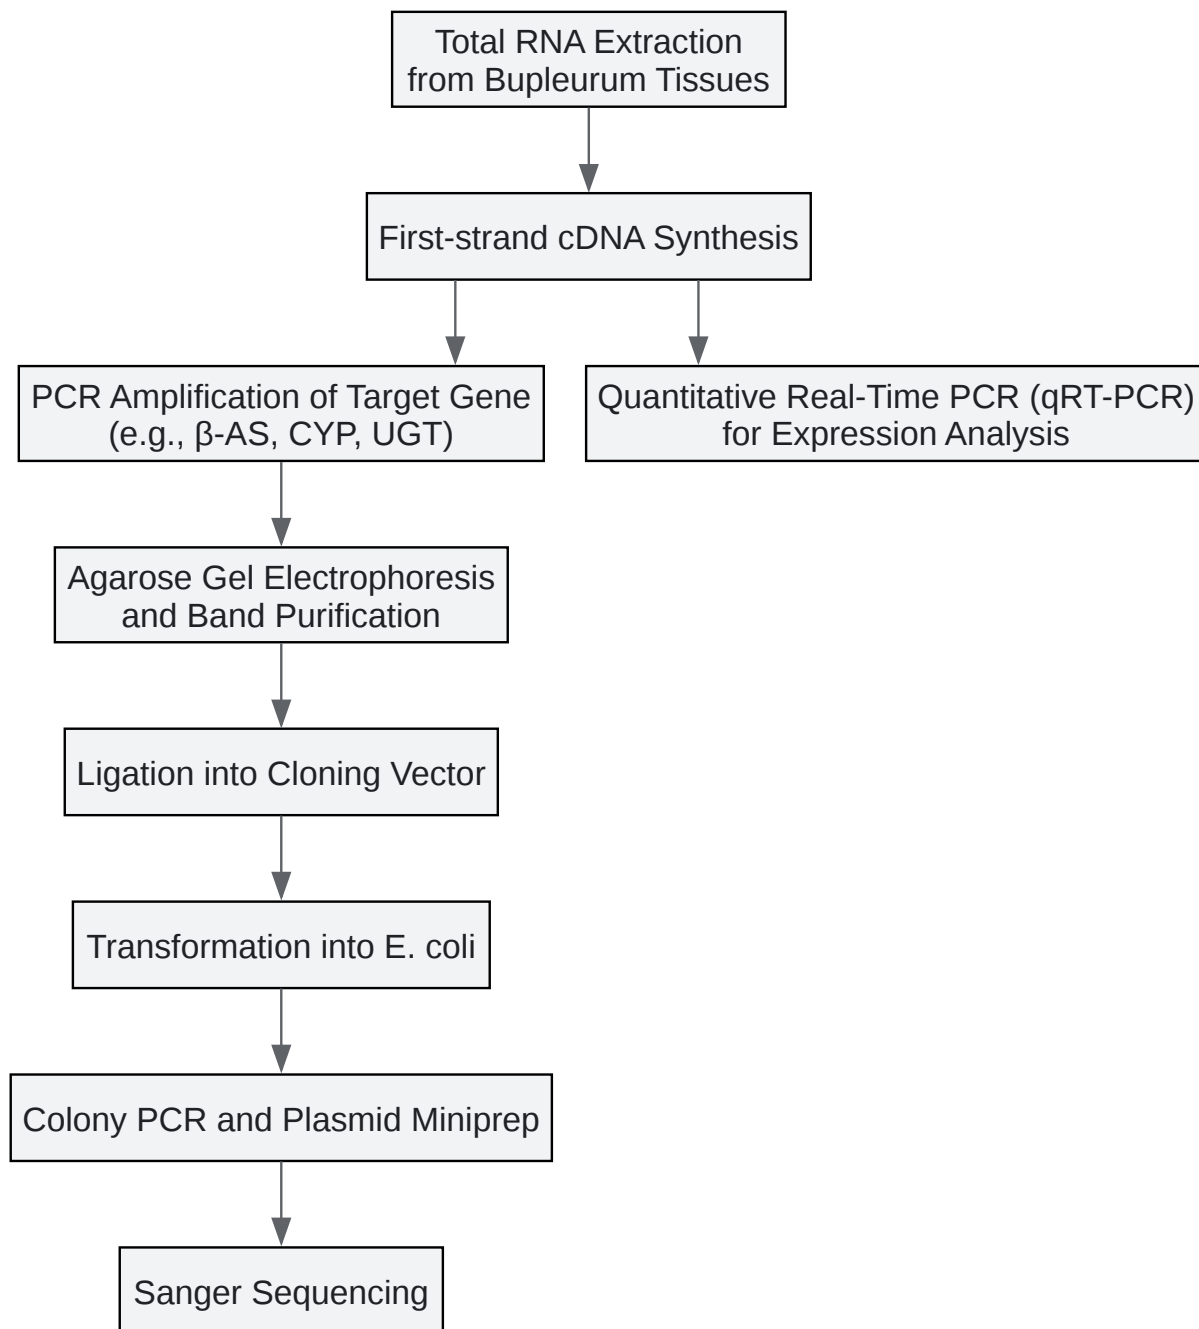 Total RNA Extraction
from Bupleurum Tissues
First-strand cDNA Synthesis
PCR Amplification of Target Gene
(e.g., β-AS, CYP, UGT)
Quantitative Real-Time PCR (qRT-PCR)
for Expression Analysis
Agarose Gel Electrophoresis
and Band Purification
Ligation into Cloning Vector
Transformation into E. coli
Colony PCR and Plasmid Miniprep
Sanger Sequencing